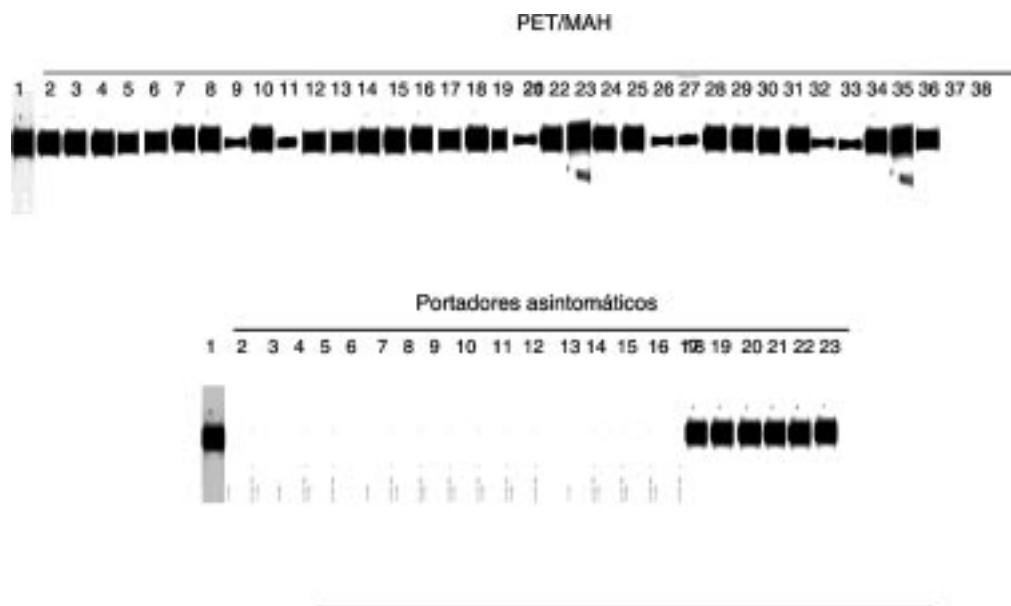 PET/MAH
1 2 3 4 5 6 7 8 9 10 11 12 13 14 15 16 17 18 19 20 22 23 24 25 26 27 28 29 30 31 32 33 34 35 36 37 38
Portadores asintomáticos
1 2 3 4 5 6 7 8 9 10 11 12 13 14 15 16 17 18 19 20 21 22 23